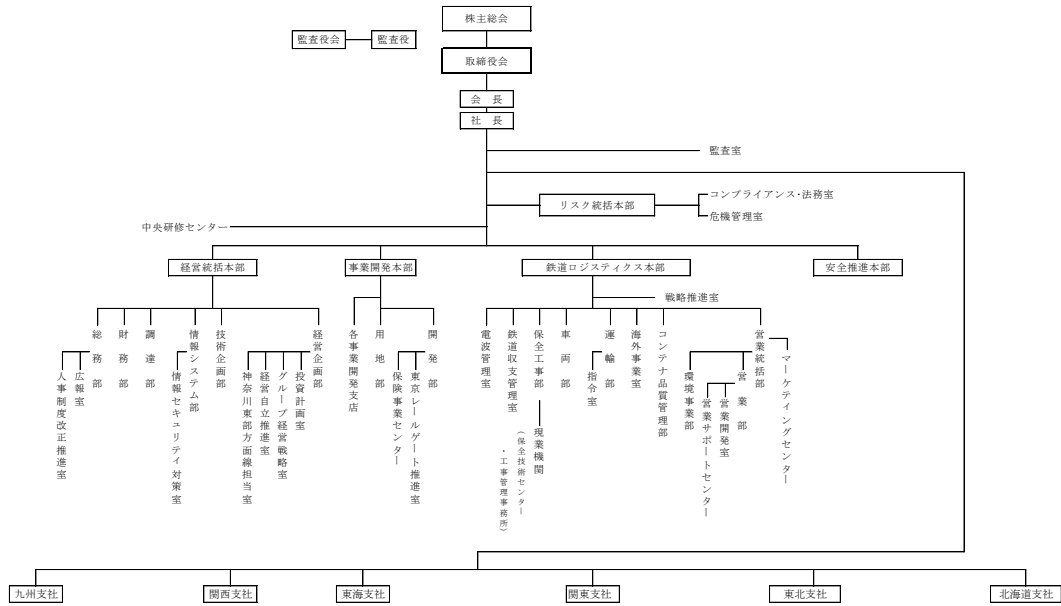 株主総会
監査役会
監査役
取締役会
会長
社長
監査室
リスク統括本部
コンプライアンス・法務室
危機管理室
中央研修センター
経営統括本部
事業開発本部
鉄道ロジスティクス本部
安全推進本部
戦略推進室
経営企画部
投資計画室
グループ経営戦略室
経営自立推進室
神奈川東部方面線担当室
技術企画部
情報システム部
情報セキュリティ対策室
調達部
財務部
総務部
広報室
人事制度改正推進室
開発部
東京レールゲート推進室
保険事業センター
用地部
各事業開発支店
マーケティングセンター
営業統括部
営業部
営業開発室
営業サポートセンター
環境事業部
コンテナ品質管理部
海外事業室
運輸部
指令室
車両部
保全工事部
現業機関
(保全技術センター
・工事管理事務所)
鉄道収支管理室
電波管理室
九州支社
関西支社
東海支社
関東支社
東北支社
北海道支社